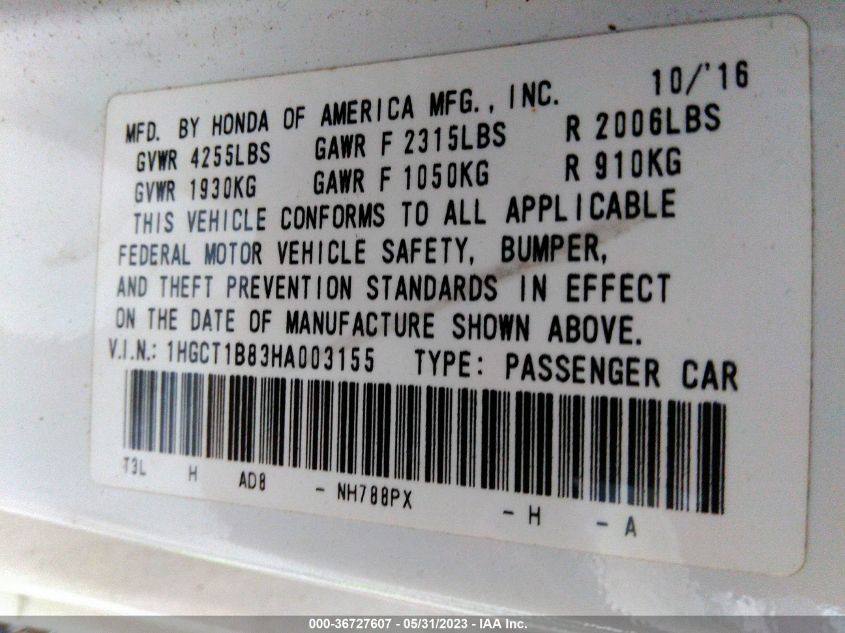 MFD. BY HONDA OF AMERICA MFG., INC. 10/'16
GVWR 4255LBS GAWR F 2315LBS R 2006LBS
GVWR 1930KG GAWR F 1050KG R 910KG
THIS VEHICLE CONFORMS TO ALL APPLICABLE
FEDERAL MOTOR VEHICLE SAFETY, BUMPER,
AND THEFT PREVENTION STANDARDS IN EFFECT
ON THE DATE OF MANUFACTURE SHOWN ABOVE.
V.I.N.: 1HGCT1B83HA003155 TYPE: PASSENGER CAR
T3L H AD8 - NH788PX - H - A
000-36727607 - 05/31/2023 - IAA Inc.